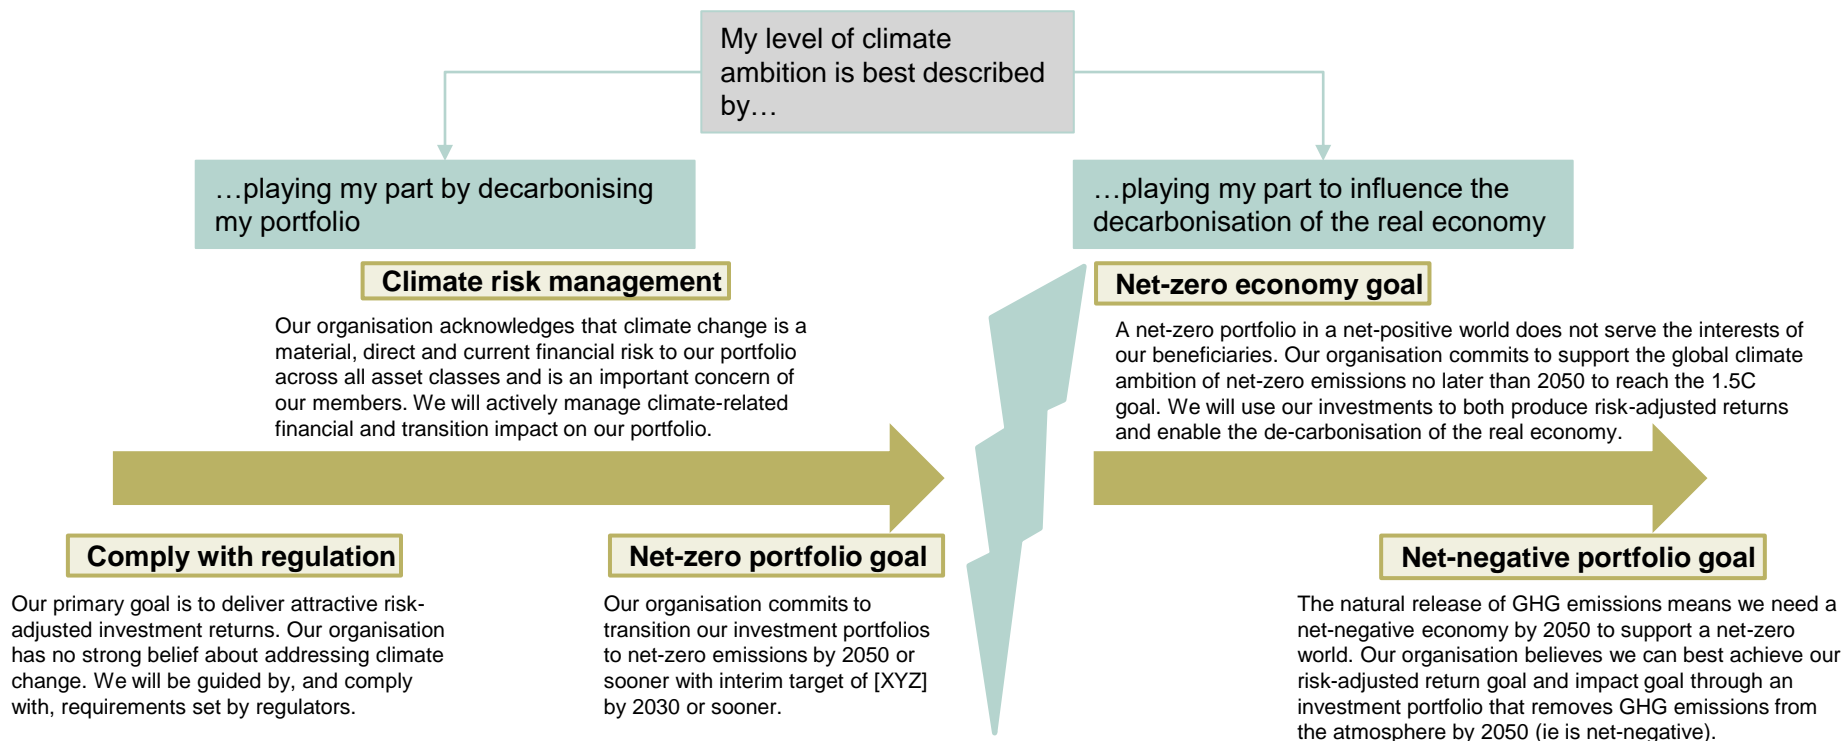 My level of climate
ambition is best described
by…
…playing my part by decarbonising
my portfolio
…playing my part to influence the
decarbonisation of the real economy
Climate risk management
Our organisation acknowledges that climate change is a
material, direct and current financial risk to our portfolio
across all asset classes and is an important concern of
our members. We will actively manage climate-related
financial and transition impact on our portfolio.
Net-zero economy goal
A net-zero portfolio in a net-positive world does not serve the interests of
our beneficiaries. Our organisation commits to support the global climate
ambition of net-zero emissions no later than 2050 to reach the 1.5C
goal. We will use our investments to both produce risk-adjusted returns
and enable the de-carbonisation of the real economy.
Comply with regulation
Our primary goal is to deliver attractive risk-
adjusted investment returns. Our organisation
has no strong belief about addressing climate
change. We will be guided by, and comply
with, requirements set by regulators.
Net-zero portfolio goal
Our organisation commits to
transition our investment portfolios
to net-zero emissions by 2050 or
sooner with interim target of [XYZ]
by 2030 or sooner.
Net-negative portfolio goal
The natural release of GHG emissions means we need a
net-negative economy by 2050 to support a net-zero
world. Our organisation believes we can best achieve our
risk-adjusted return goal and impact goal through an
investment portfolio that removes GHG emissions from
the atmosphere by 2050 (ie is net-negative).